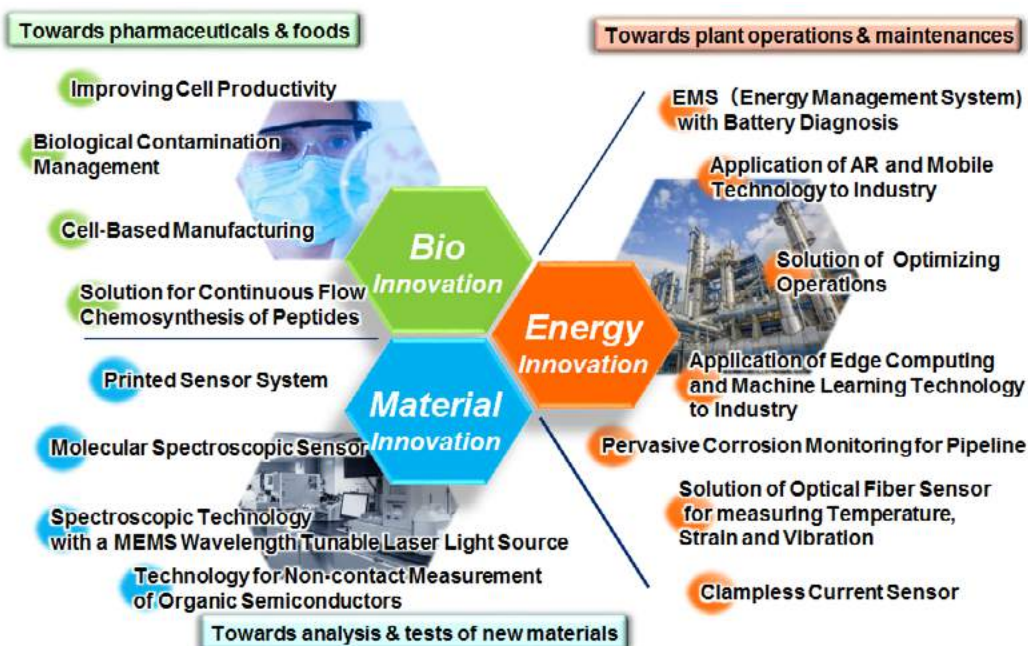 Towards pharmaceuticals & foods
Improving Cell Productivity
Biological Contamination
Management
Cell-Based Manufacturing
Solution for Continuous Flow
Chemosynthesis of Peptides
Bio
Innovation
Towards plant operations & maintenances
EMS (Energy Management System)
with Battery Diagnosis
Application of AR and Mobile
Technology to Industry
Solution of Optimizing
Operations
Energy
Innovation
Application of Edge Computing
and Machine Learning Technology
to Industry
Pervasive Corrosion Monitoring for Pipeline
Solution of Optical Fiber Sensor
for measuring Temperature,
Strain and Vibration
Clampless Current Sensor
Material
Innovation
Printed Sensor System
Molecular Spectroscopic Sensor
Spectroscopic Technology
with a MEMS Wavelength Tunable Laser Light Source
Technology for Non-contact Measurement
of Organic Semiconductors
Towards analysis & tests of new materials